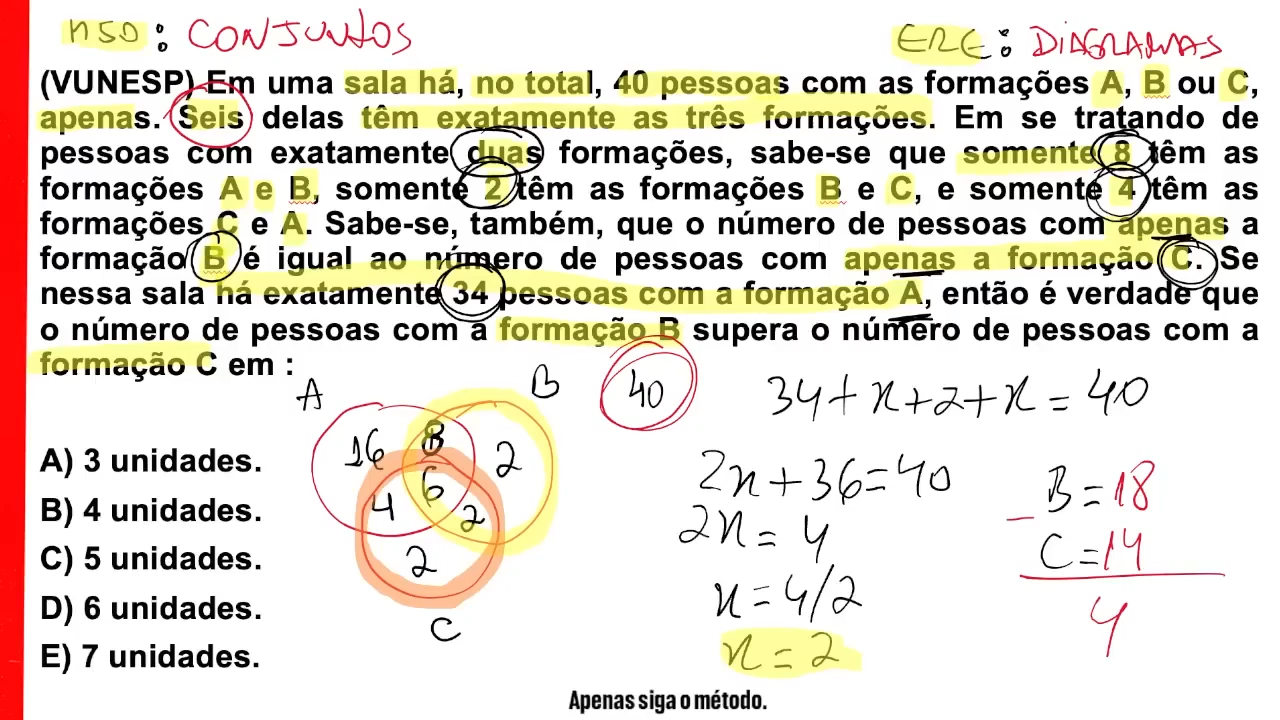 MSD: CONJUNTOS
ERE: DIAGRAMAS
(VUNESP) Em uma sala há, no total, 40 pessoas com as formações A, B ou C,
apenas. Seis delas têm exatamente as três formações. Em se tratando de
pessoas com exatamente duas formações, sabe-se que somente 8 têm as
formações A e B, somente 2 têm as formações B e C, e somente 4 têm as
formações C e A. Sabe-se, também, que o número de pessoas com apenas a
formação B é igual ao número de pessoas com apenas a formação C. Se
nessa sala há exatamente 34 pessoas com a formação A, então é verdade que
o número de pessoas com a formação B supera o número de pessoas com a
formação C em :
A) 3 unidades.
B) 4 unidades.
C) 5 unidades.
D) 6 unidades.
E) 7 unidades.
A B 40
16 8 2
4 6 2
2
C
34+x+2+x=40
2x+36=40
2x=4
x=4/2
x=2
B=18
- C=14
4
Apenas siga o método.